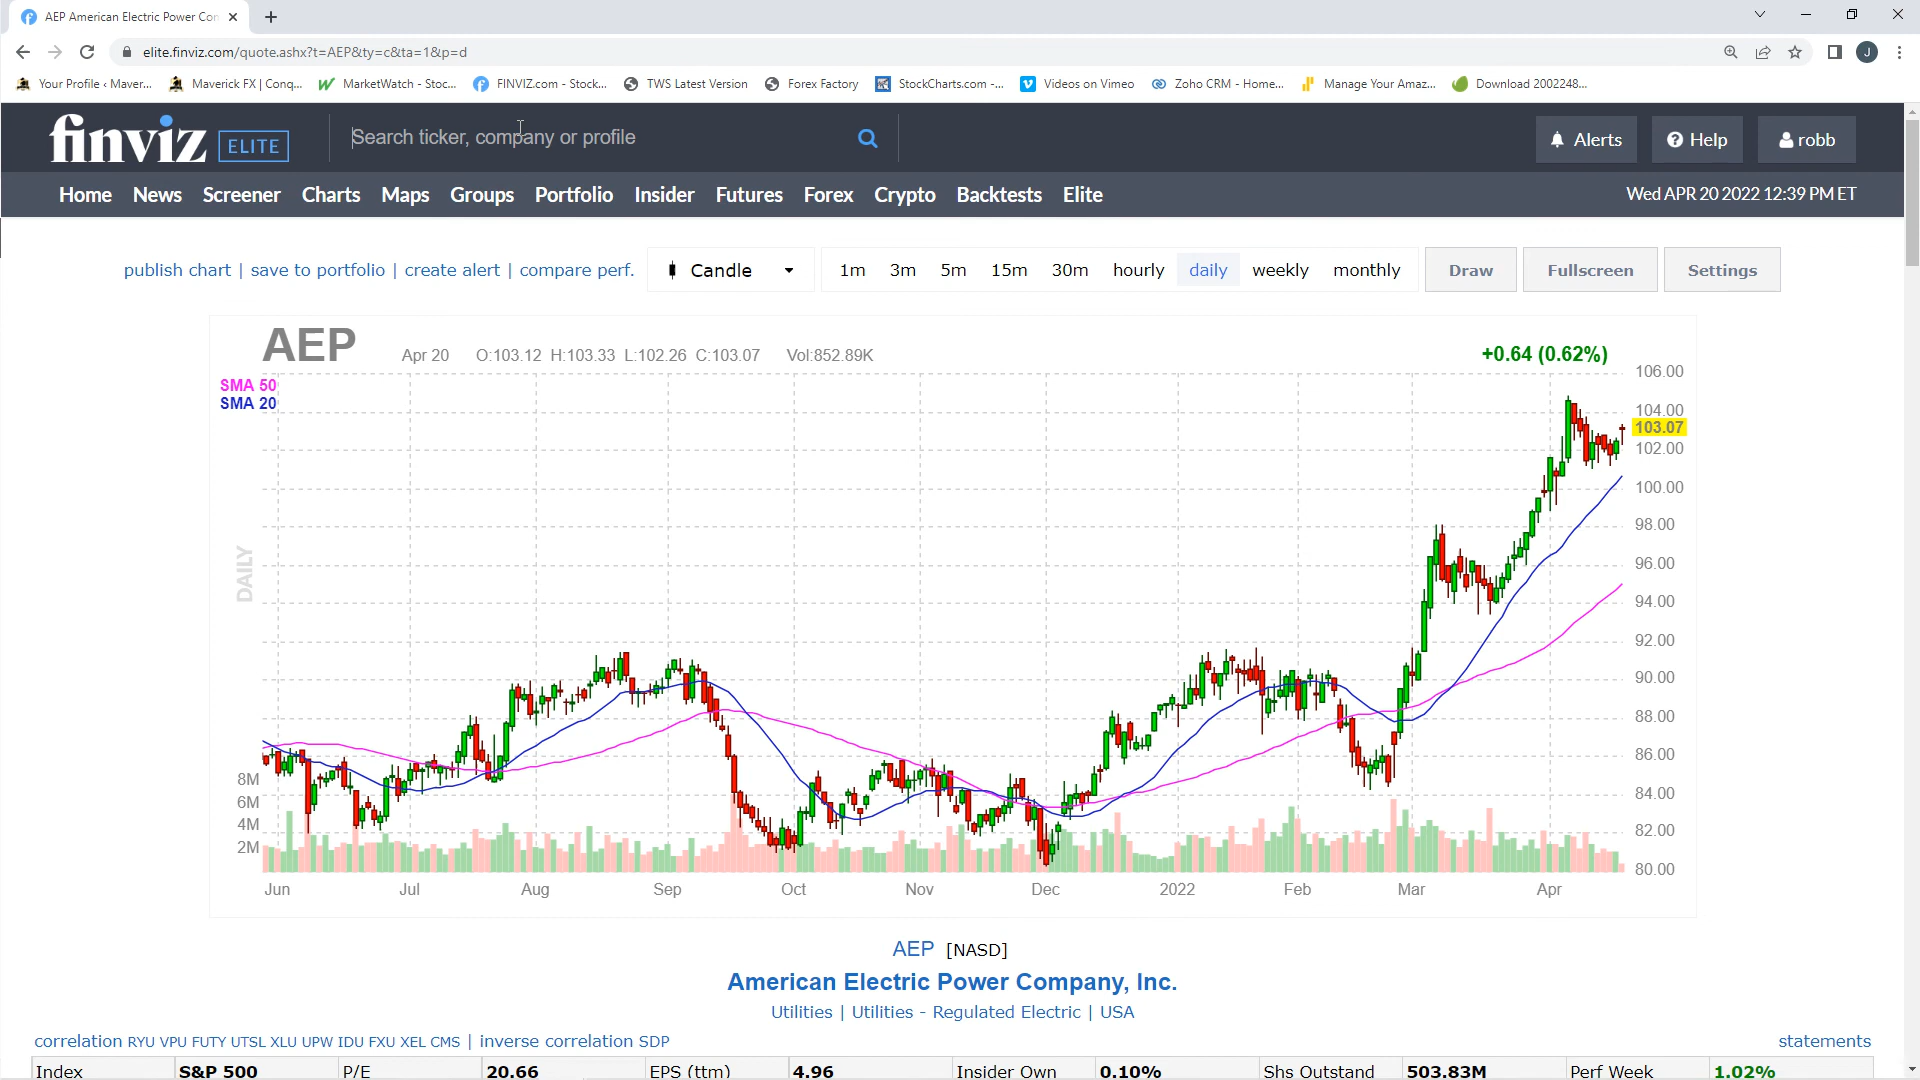 AEP American Electric Power Con
elite.finviz.com/quote.ashx?t=AEP&ty=c&ta=1&p=d
J
Your Profile ‹ Maver...
Maverick FX | Conq...
MarketWatch - Stoc...
FINVIZ.com - Stock...
TWS Latest Version
Forex Factory
StockCharts.com -...
Videos on Vimeo
Zoho CRM - Home...
Manage Your Amaz...
Download 2002248...
finviz ELITE
Search ticker, company or profile
Alerts
Help
robb
Home News Screener Charts Maps Groups Portfolio Insider Futures Forex Crypto Backtests Elite
Wed APR 20 2022 12:39 PM ET
publish chart | save to portfolio | create alert | compare perf.
Candle
1m 3m 5m 15m 30m hourly daily weekly monthly
Draw
Fullscreen
Settings
AEP
Apr 20 O:103.12 H:103.33 L:102.26 C:103.07 Vol:852.89K
+0.64 (0.62%)
SMA 50
SMA 20
DAILY
106.00
104.00
103.07
102.00
100.00
98.00
96.00
94.00
92.00
90.00
88.00
86.00
84.00
82.00
80.00
8M
6M
4M
2M
Jun Jul Aug Sep Oct Nov Dec 2022 Feb Mar Apr
AEP [NASD]
American Electric Power Company, Inc.
Utilities | Utilities - Regulated Electric | USA
correlation RYU VPU FUTY UTSL XLU UPW IDU FXU XEL CMS | inverse correlation SDP
statements
Index S&P 500 P/E 20.66 EPS (ttm) 4.96 Insider Own 0.10% Shs Outstand 503.83M Perf Week 1.02%